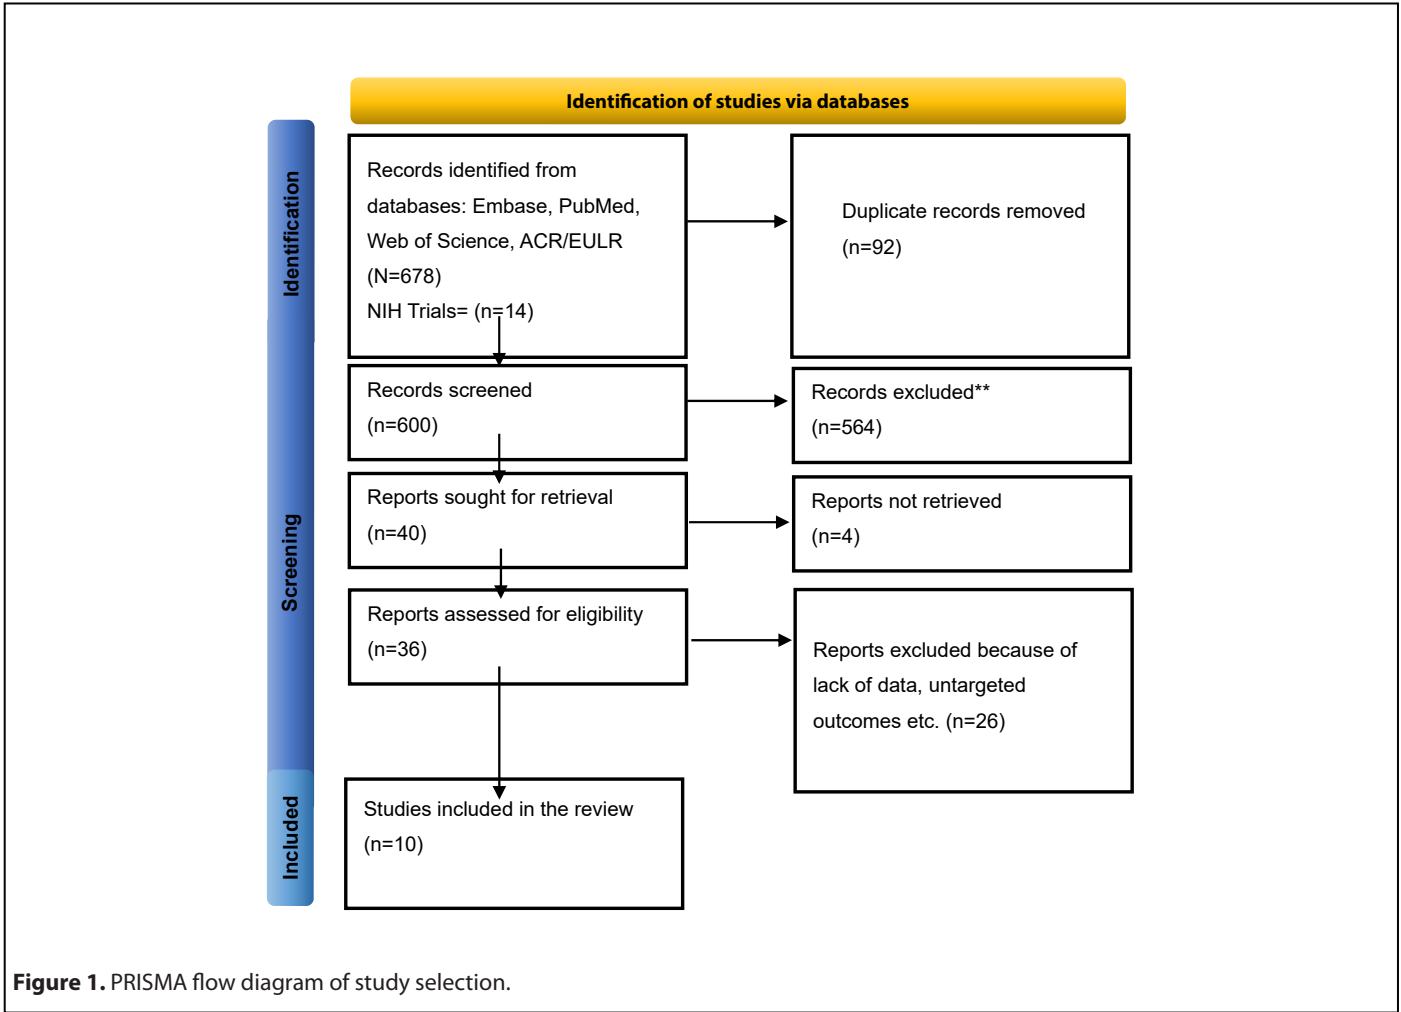 Identification of studies via databases
Identification
Records identified from
databases: Embase, PubMed,
Web of Science, ACR/EULR
(N=678)
NIH Trials= (n=14)
Duplicate records removed
(n=92)
Screening
Records screened
(n=600)
Records excluded**
(n=564)
Reports sought for retrieval
(n=40)
Reports not retrieved
(n=4)
Reports assessed for eligibility
(n=36)
Reports excluded because of
lack of data, untargeted
outcomes etc. (n=26)
Included
Studies included in the review
(n=10)
Figure 1. PRISMA flow diagram of study selection.